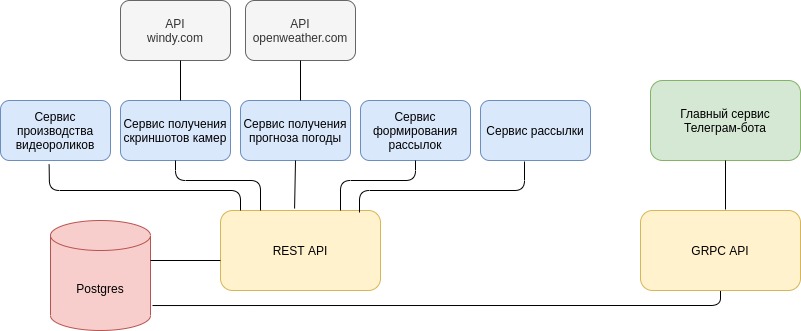 API
windy.com
API
openweather.com
Сервис
производства
видеороликов
Сервис получения
скриншотов камер
Сервис получения
прогноза погоды
Сервис
формирования
рассылок
Сервис рассылки
Главный сервис
Телеграм-бота
REST API
GRPC API
Postgres